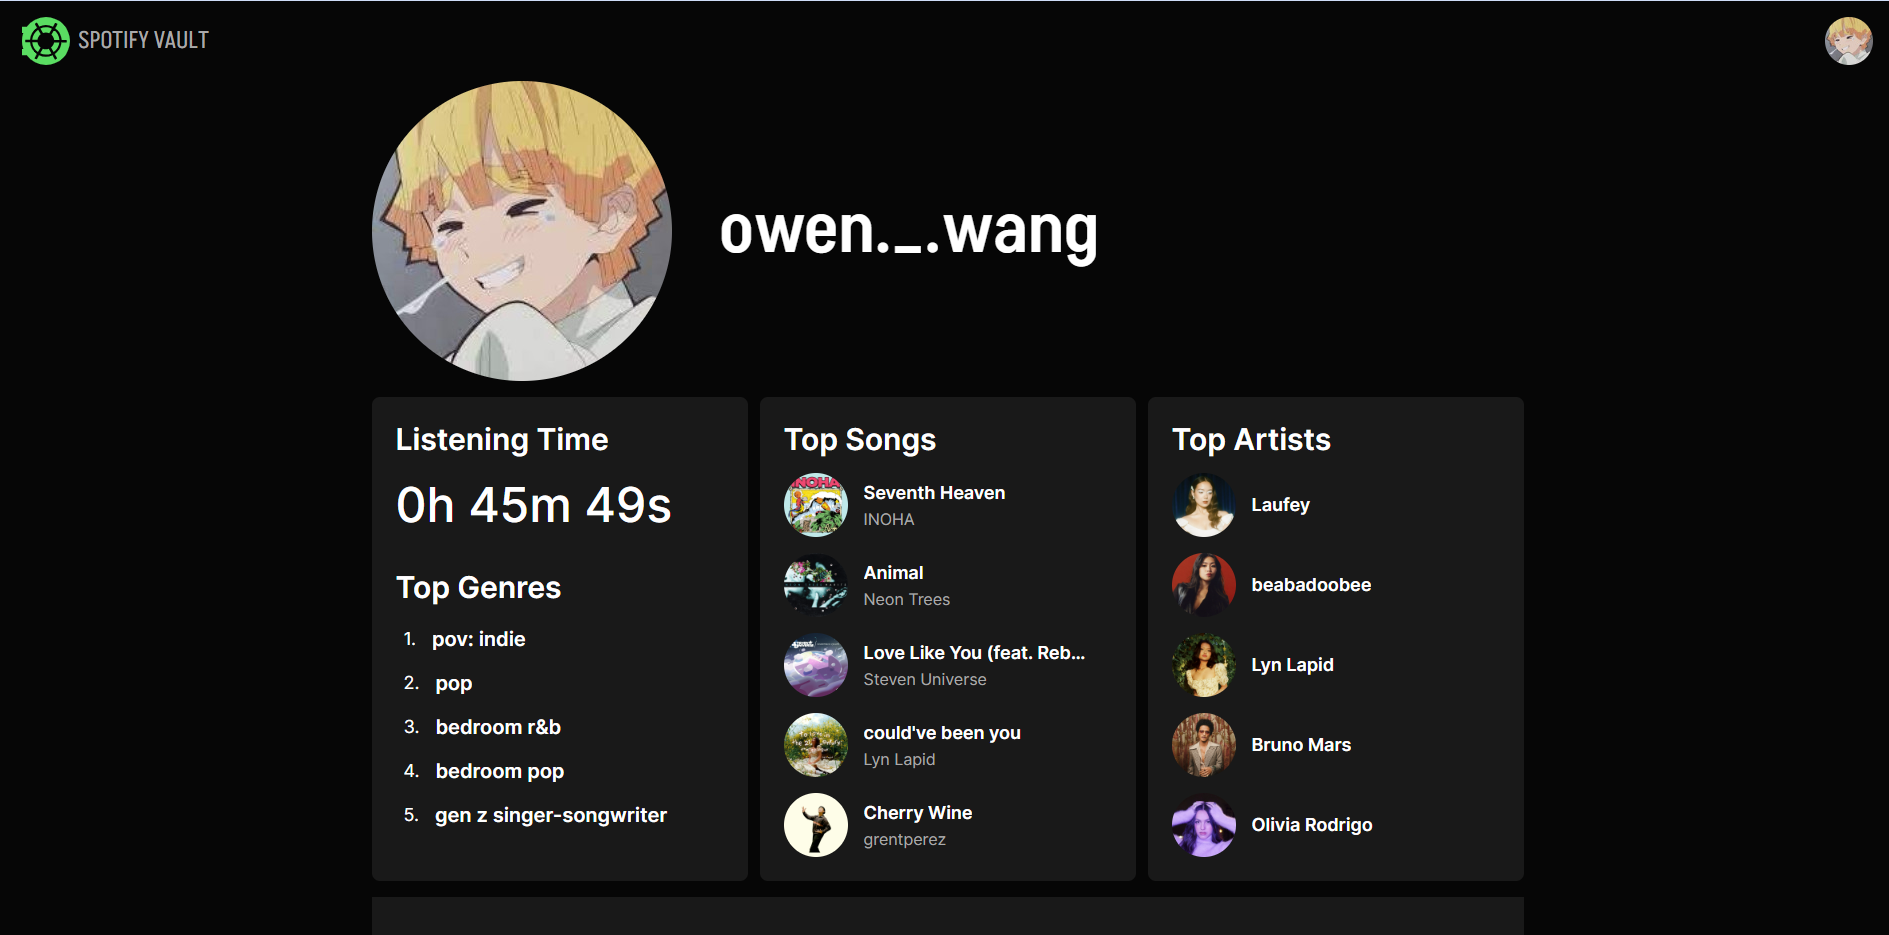 SPOTIFY VAULT
owen._.wang
Listening Time
0h 45m 49s
Top Genres
1. pov: indie
2. pop
3. bedroom r&b
4. bedroom pop
5. gen z singer-songwriter
Top Songs
INOHA
Seventh Heaven
INOHA
Animal
Neon Trees
Love Like You (feat. Reb...
Steven Universe
could've been you
Lyn Lapid
Cherry Wine
grentperez
Top Artists
Laufey
beabadoobee
Lyn Lapid
Bruno Mars
Olivia Rodrigo